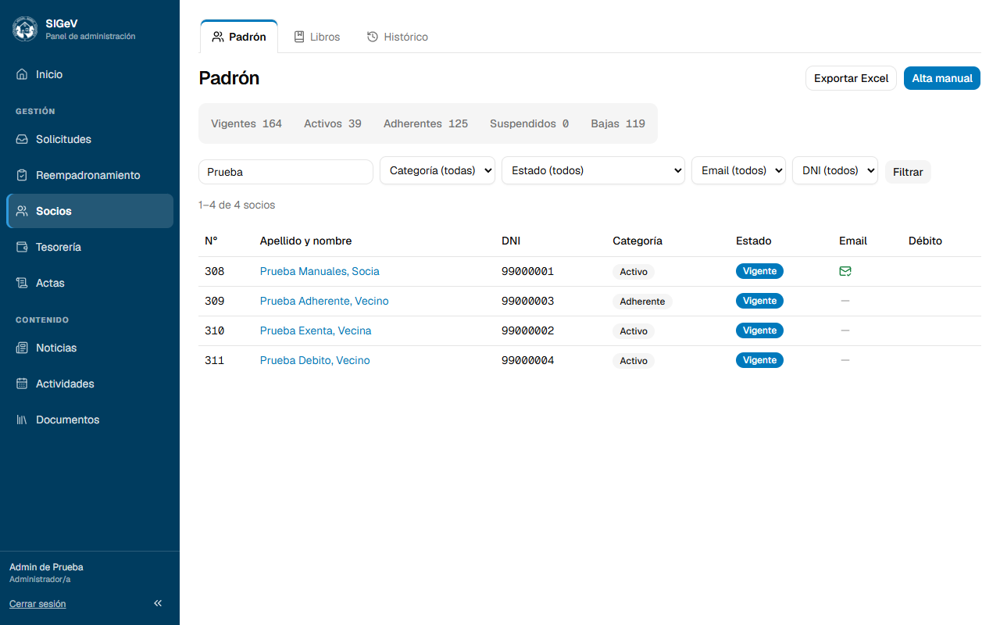 SIGeV
Panel de administración
Inicio
GESTIÓN
Solicitudes
Reempadronamiento
Socios
Tesorería
Actas
CONTENIDO
Noticias
Actividades
Documentos
Admin de Prueba
Administrador/a
Cerrar sesión
Padrón Libros Histórico
Padrón Exportar Excel Alta manual
Vigentes 164 Activos 39 Adherentes 125 Suspendidos 0 Bajas 119
Prueba Categoría (todas) Estado (todos) Email (todos) DNI (todos) Filtrar
1–4 de 4 socios
N° Apellido y nombre DNI Categoría Estado Email Débito
308 Prueba Manuales, Socia 99000001 Activo Vigente
309 Prueba Adherente, Vecino 99000003 Adherente Vigente —
310 Prueba Exenta, Vecina 99000002 Activo Vigente —
311 Prueba Debito, Vecino 99000004 Activo Vigente —